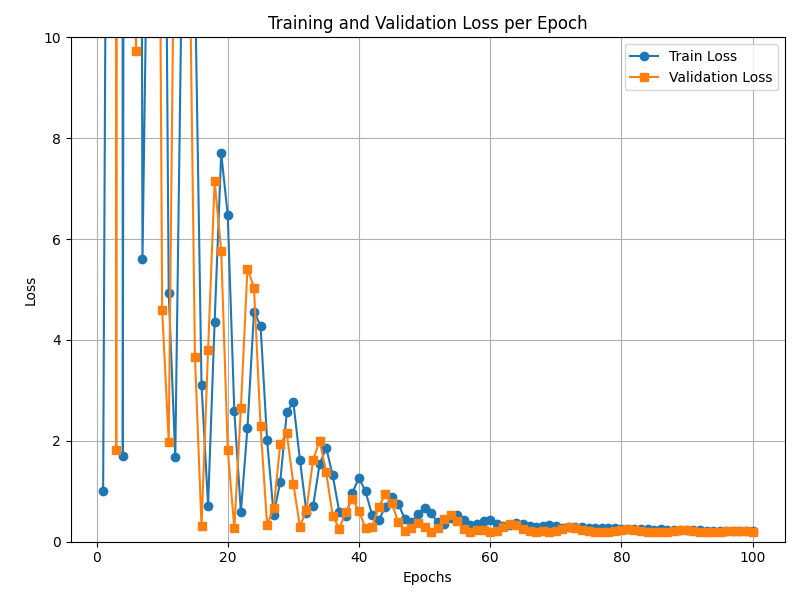 Training and Validation Loss per Epoch
Train Loss
Validation Loss
Loss
10
8
6
4
2
0
0 20 40 60 80 100
Epochs